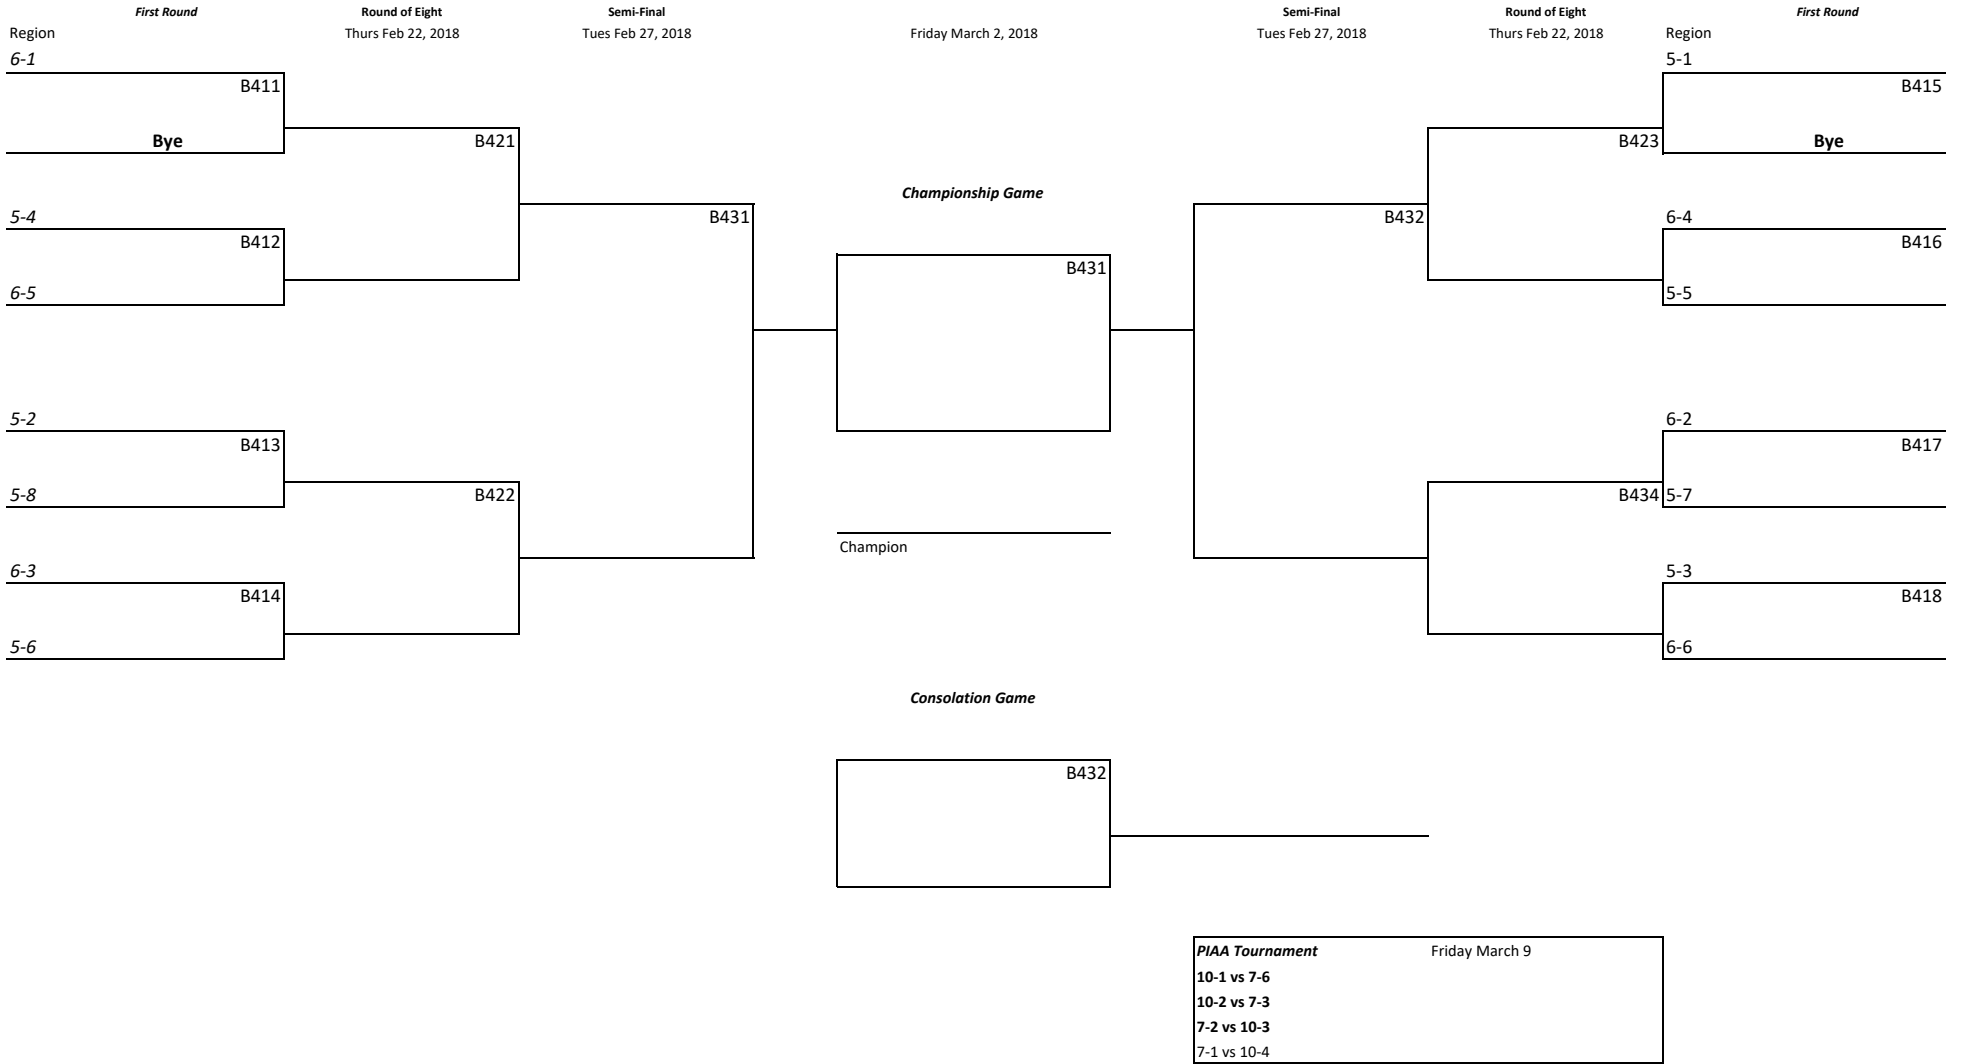 First Round Round of Eight Semi-Final Semi-Final Round of Eight First Round
Region Thurs Feb 22, 2018 Tues Feb 27, 2018 Friday March 2, 2018 Tues Feb 27, 2018 Thurs Feb 22, 2018 Region
6-1 5-1
B411 B415
Bye B421 B423 Bye
Championship Game
5-4 B431 B432 6-4
B412 B416
B431
6-5 5-5
5-2 6-2
B413 B417
5-8 B422 B434 5-7
Champion
6-3 5-3
B414 B418
5-6 6-6
Consolation Game
B432
PIAA Tournament Friday March 9
10-1 vs 7-6
10-2 vs 7-3
7-2 vs 10-3
7-1 vs 10-4